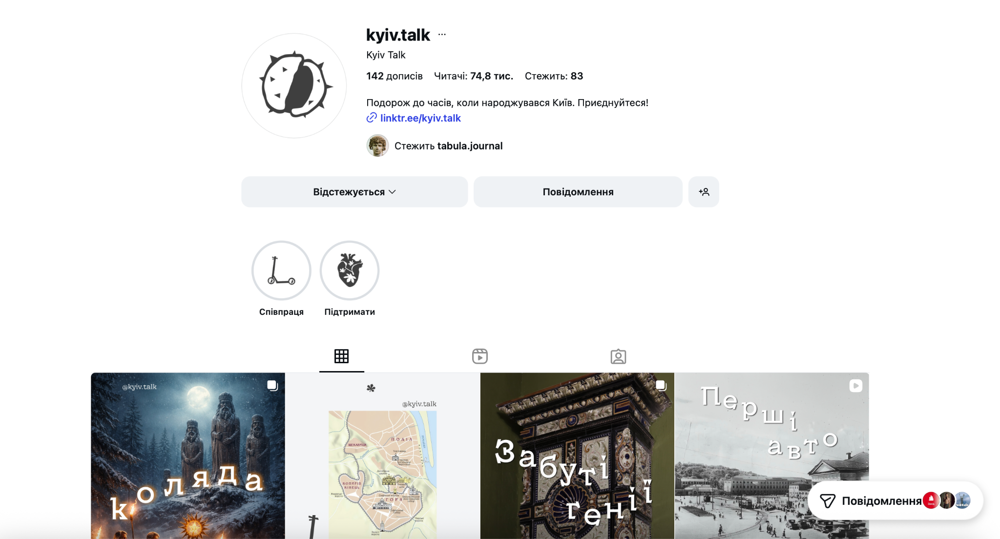 kyiv.talk ...
Kyiv Talk
142 дописів Читачі: 74,8 тис. Стежить: 83
Подорож до часів, коли народжувався Київ. Приєднуйтеся!
linktr.ee/kyiv.talk
Стежить tabula.journal
Відстежується
Повідомлення
Співпраця
Підтримати
@kyiv.talk
коляда
@kyiv.talk
ПОДІЛ
ЩЕКАВИЦЯ
КОПИРІВ
КІНЕЦЬ
ГОРА
Забуті
генії
Перші
авто
Повідомлення